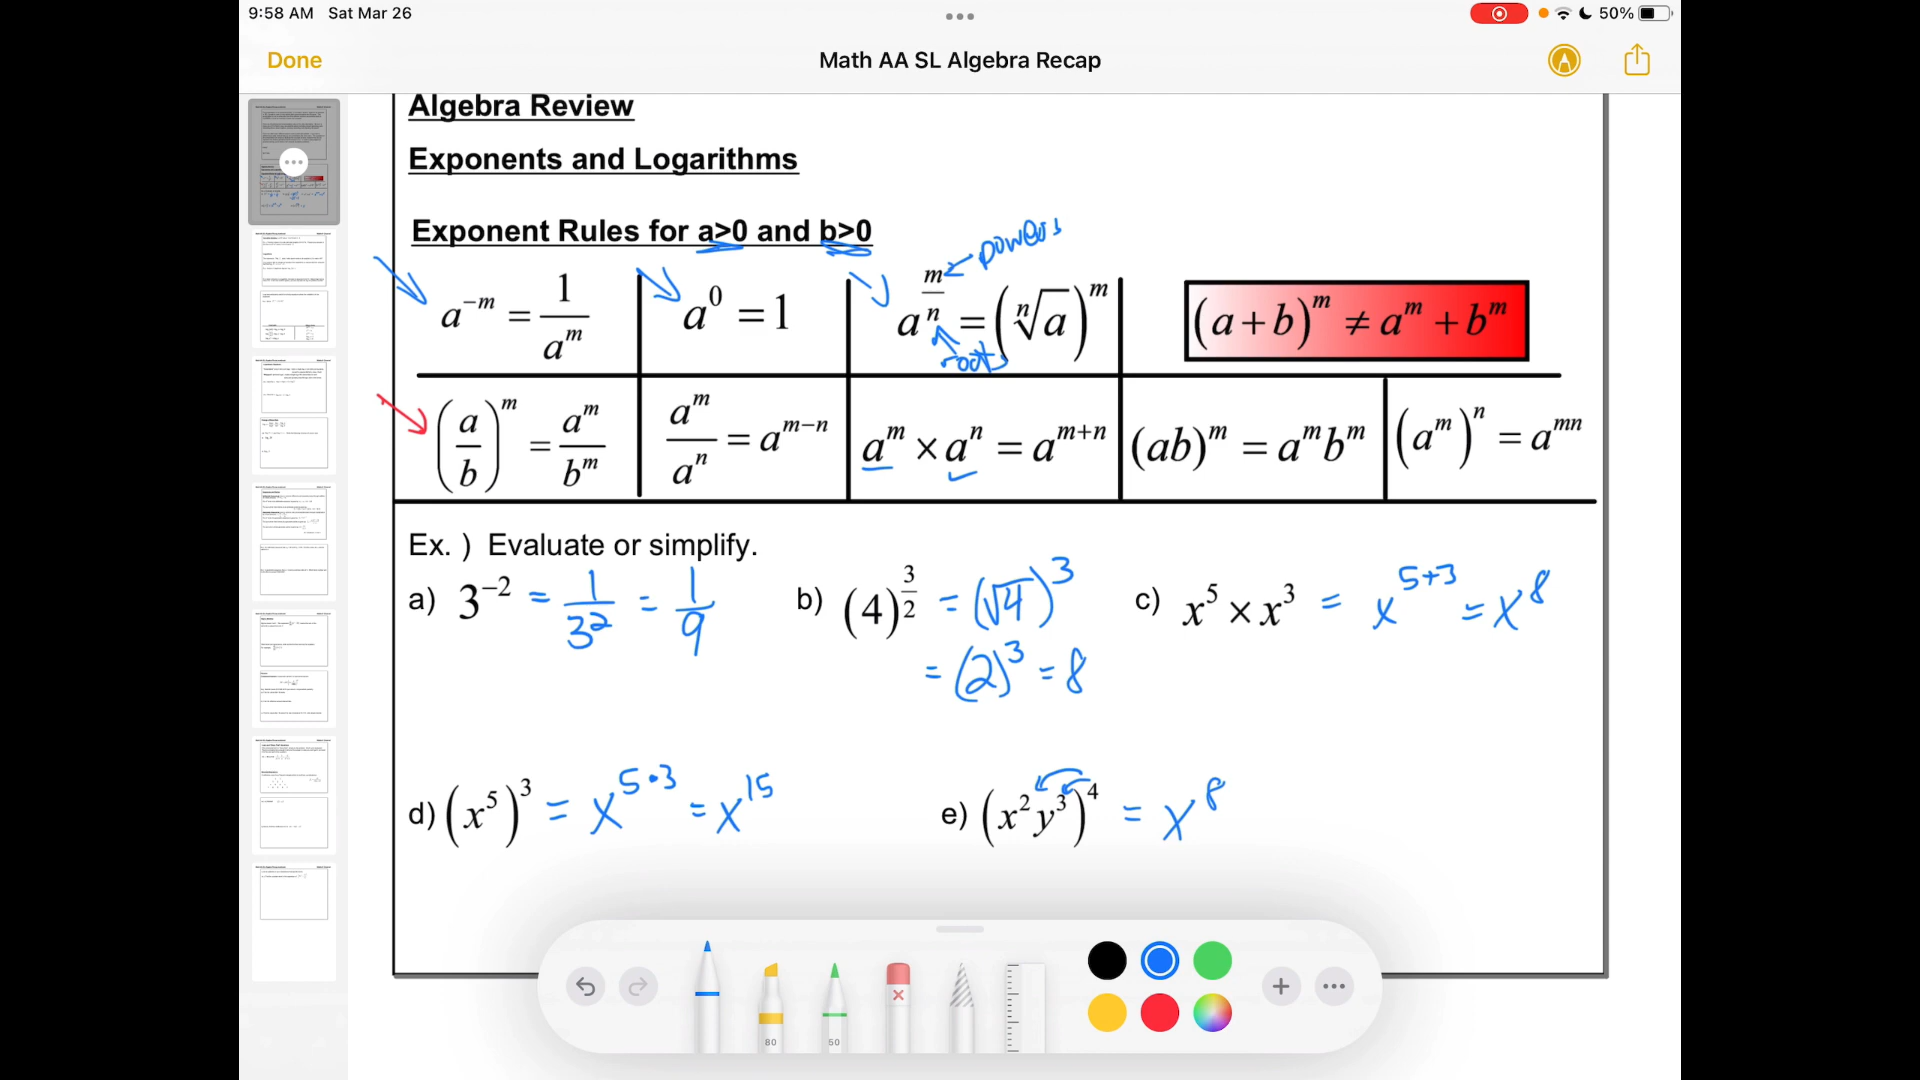 9:58 AM Sat Mar 26
50%
Done
Math AA SL Algebra Recap
Algebra Review
Exponents and Logarithms
Exponent Rules for a>0 and b>0
powers
roots
a^{-m} = 1/a^m
a^0 = 1
a^{m/n} = (ⁿ√a)^m
(a+b)^m ≠ a^m + b^m
(a/b)^m = a^m/b^m
a^m/a^n = a^{m-n}
a^m × a^n = a^{m+n}
(ab)^m = a^m b^m
(a^m)^n = a^{mn}
Ex. ) Evaluate or simplify.
a) 3^{-2} = 1/3^2 = 1/9
b) (4)^{3/2} = (√4)^3
= (2)^3 = 8
c) x^5 × x^3 = x^{5+3} = x^8
d) (x^5)^3 = x^{5·3} = x^{15}
e) (x^2 y^3)^4 = x^8
80
50